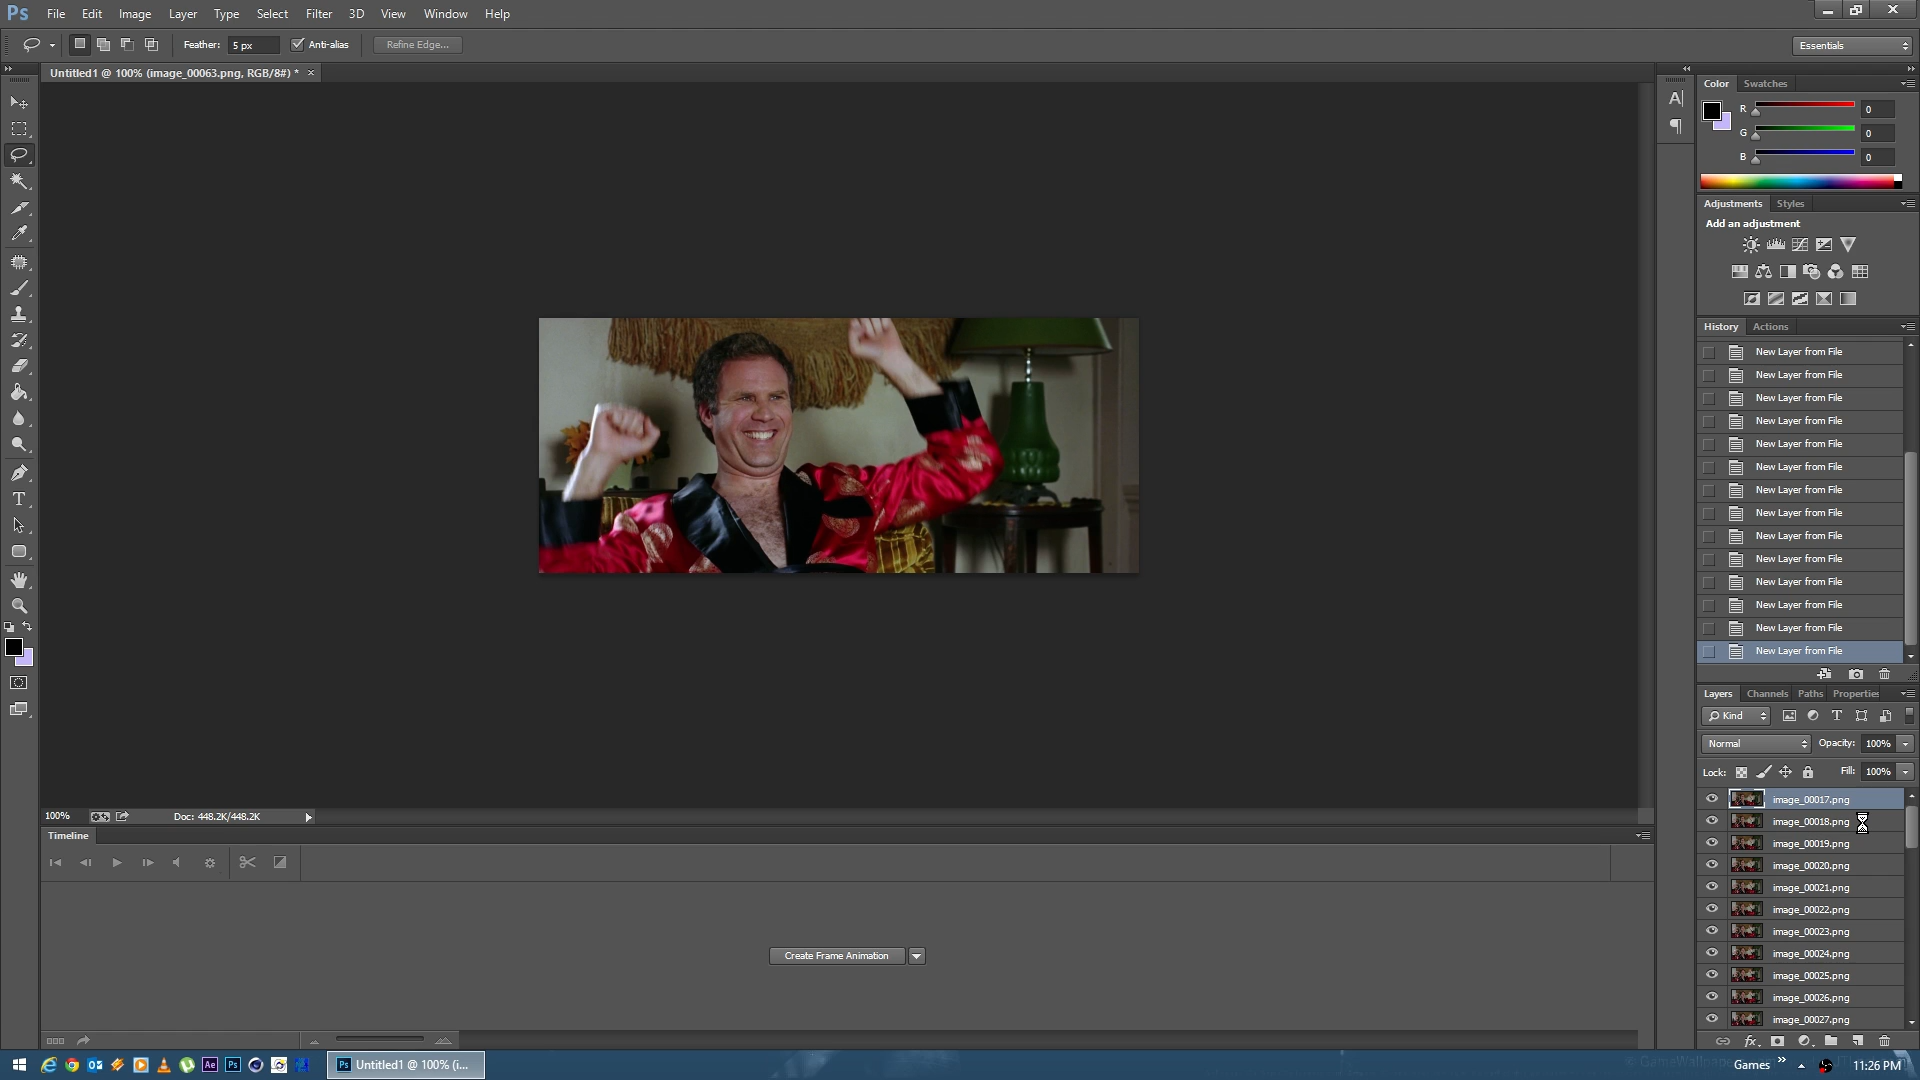 Ps File Edit Image Layer Type Select Filter 3D View Window Help
Feather: 5 px Anti-alias Refine Edge... Essentials
Untitled1 @ 100% (image_00063.png, RGB/8#) * ×
Color Swatches
R 0
G 0
B 0
Adjustments Styles
Add an adjustment
History Actions
New Layer from File
New Layer from File
New Layer from File
New Layer from File
New Layer from File
New Layer from File
New Layer from File
New Layer from File
New Layer from File
New Layer from File
New Layer from File
New Layer from File
New Layer from File
New Layer from File
Layers Channels Paths Properties
Kind
Normal Opacity: 100%
Lock: Fill: 100%
image_00017.png
image_00018.png
image_00019.png
image_00020.png
image_00021.png
image_00022.png
image_00023.png
image_00024.png
image_00025.png
image_00026.png
image_00027.png
100% Doc: 448.2K/448.2K
Timeline
Create Frame Animation
Ae Ps Ps Untitled1 @ 100% (i... Games » 11:26 PM